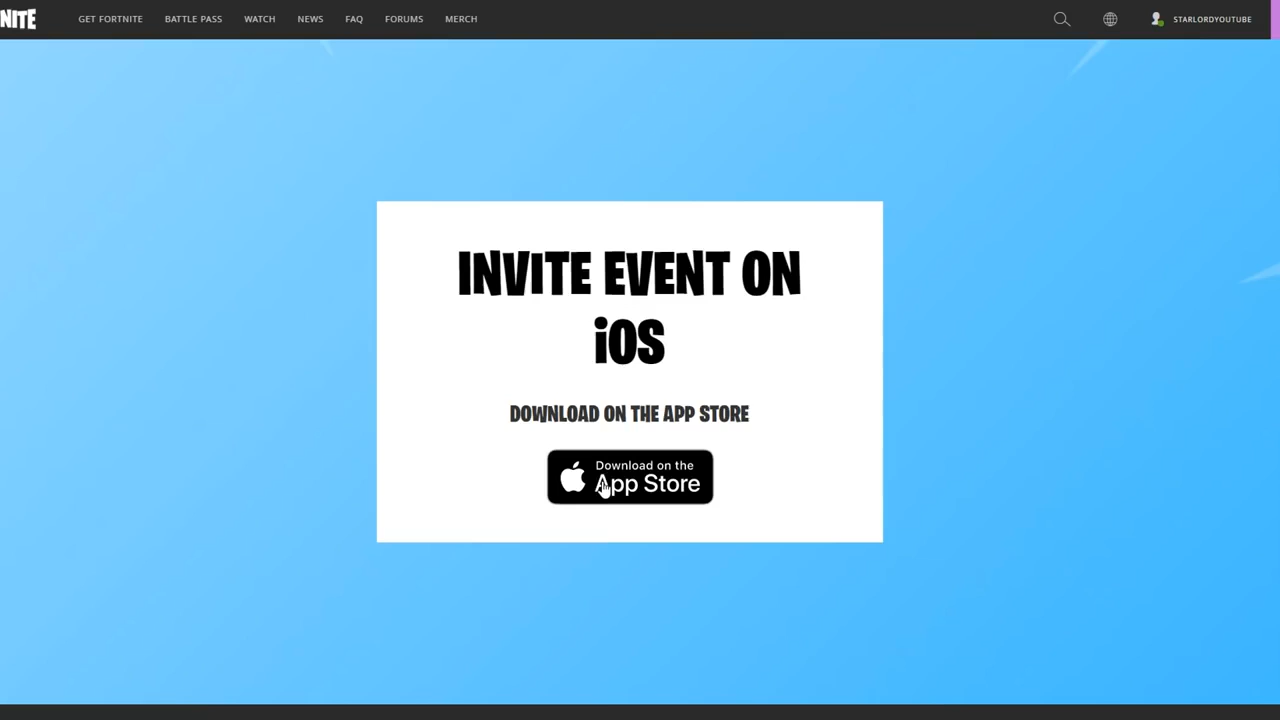 NITE GET FORTNITE BATTLE PASS WATCH NEWS FAQ FORUMS MERCH STARLORDYOUTUBE
INVITE EVENT ON
iOS
DOWNLOAD ON THE APP STORE
Download on the
App Store